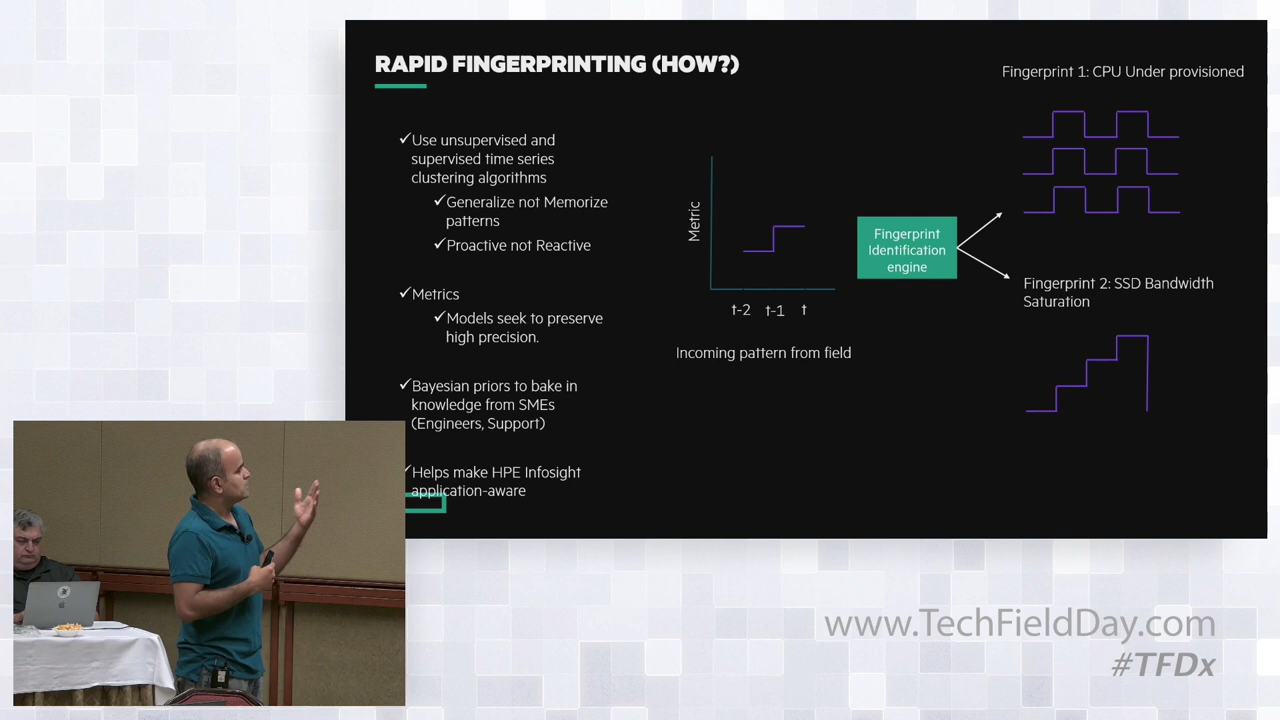 RAPID FINGERPRINTING (HOW?)
Use unsupervised and
supervised time series
clustering algorithms
Generalize not Memorize
patterns
Proactive not Reactive
Metrics
Models seek to preserve
high precision.
Bayesian priors to bake in
knowledge from SMEs
(Engineers, Support)
Helps make HPE Infosight
application-aware
Metric
t-2 t-1 t
Incoming pattern from field
Fingerprint
Identification
engine
Fingerprint 1: CPU Under provisioned
Fingerprint 2: SSD Bandwidth
Saturation
www.TechFieldDay.com
#TFDx